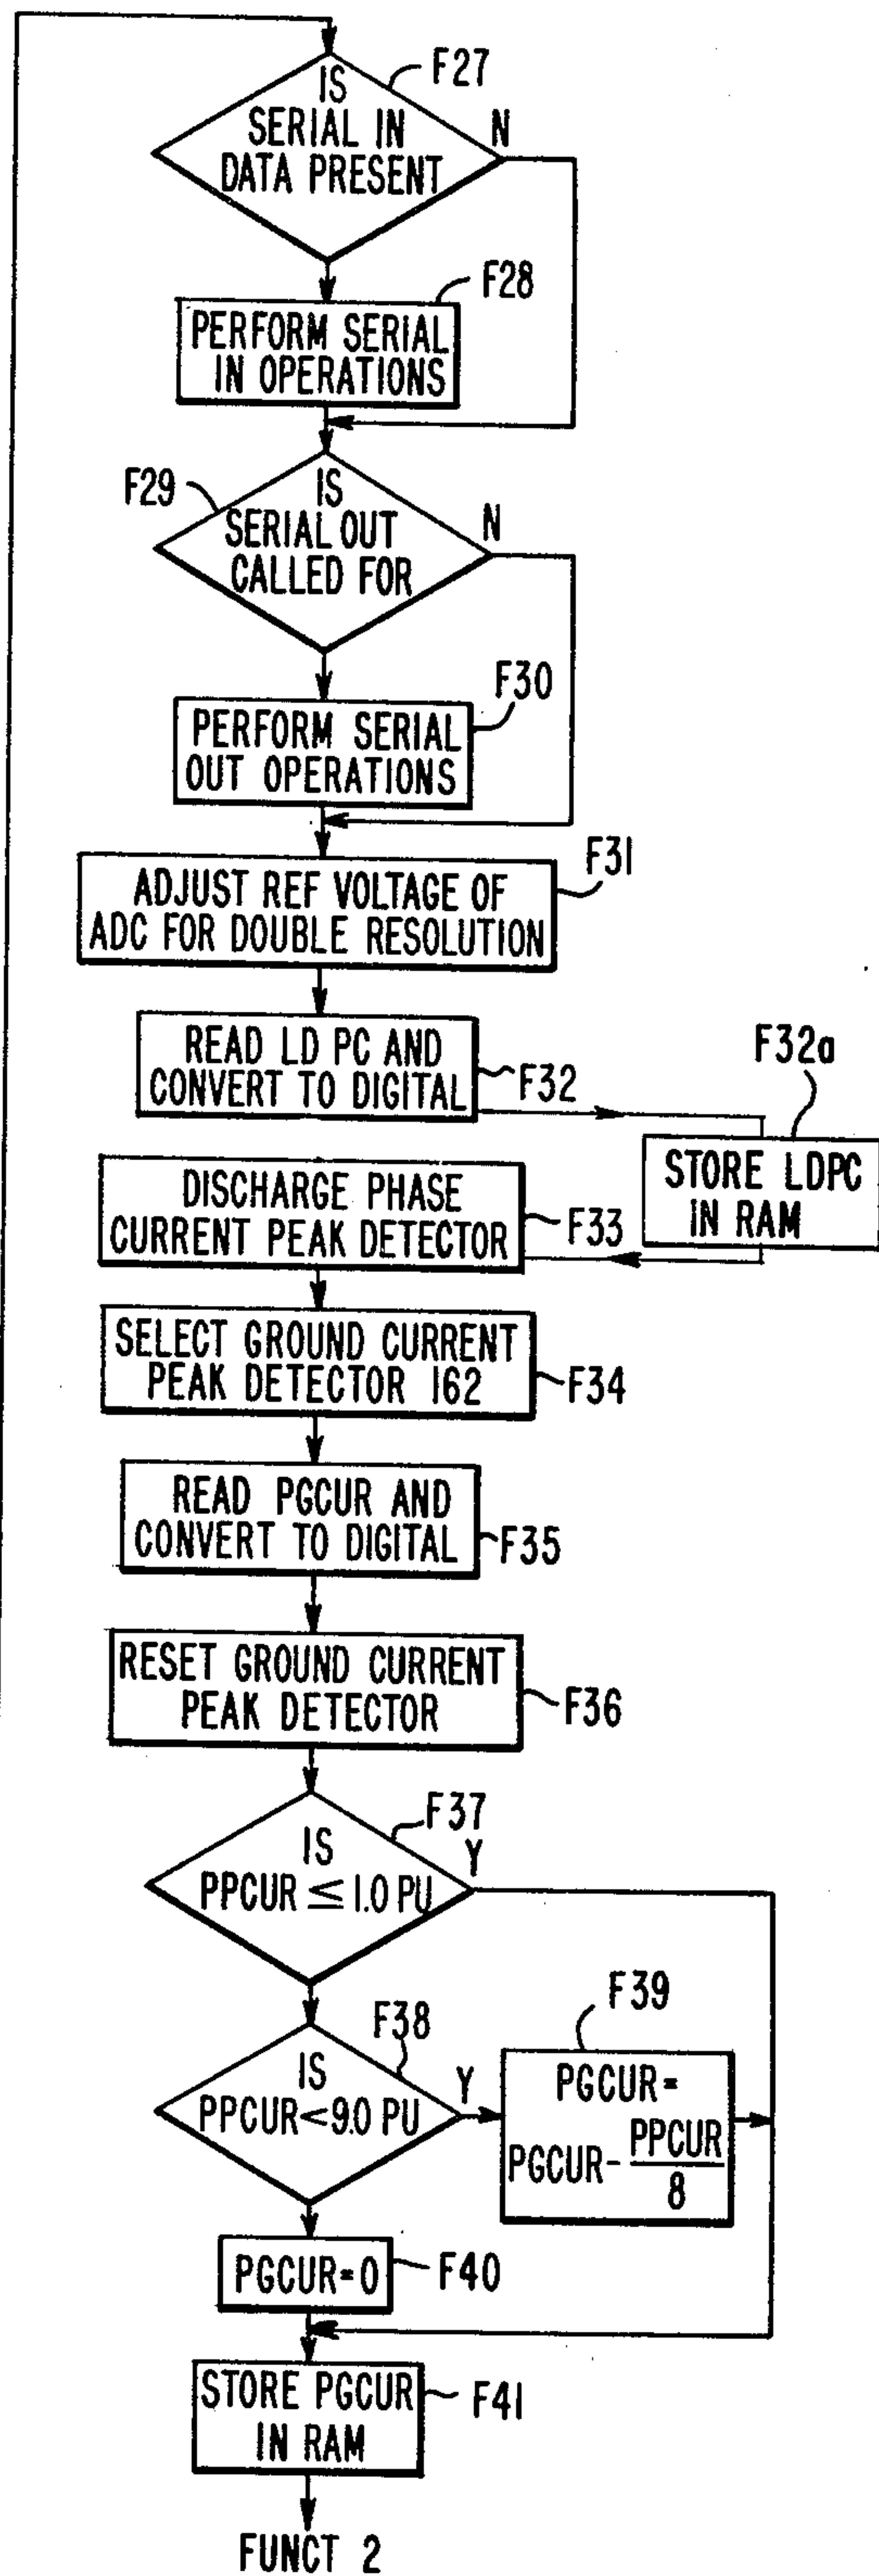 F27
IS
SERIAL IN
DATA PRESENT
N
F28
PERFORM SERIAL
IN OPERATIONS
F29
IS
SERIAL OUT
CALLED FOR
N
F30
PERFORM SERIAL
OUT OPERATIONS
F31
ADJUST REF VOLTAGE OF
ADC FOR DOUBLE RESOLUTION
READ LD PC AND
CONVERT TO DIGITAL
F32
F32a
STORE LDPC
IN RAM
DISCHARGE PHASE
CURRENT PEAK DETECTOR
F33
SELECT GROUND CURRENT
PEAK DETECTOR 162
F34
READ PGCUR AND
CONVERT TO DIGITAL
F35
RESET GROUND CURRENT
PEAK DETECTOR
F36
F37
IS
PPCUR ≤ 1.0 PU
Y
F38
IS
PPCUR<9.0 PU
Y
F39
PGCUR=
PGCUR- PPCUR/8
PGCUR=0
F40
STORE PGCUR
IN RAM
F41
FUNCT 2